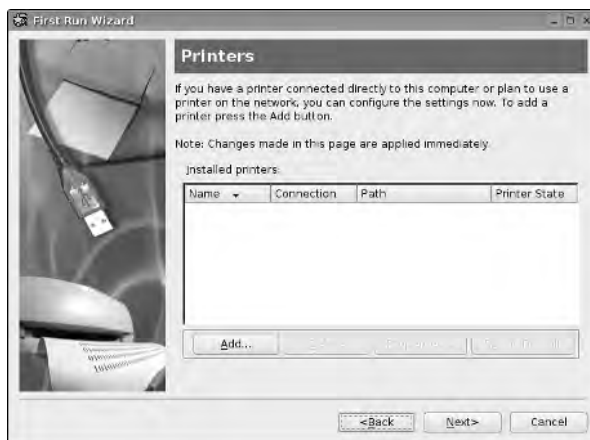 First Run Wizard
Printers
If you have a printer connected directly to this computer or plan to use a
printer on the network, you can configure the settings now. To add a
printer press the Add button.
Note: Changes made in this page are applied immediately.
Installed printers:
Name Connection Path Printer State
Add...
<Back Next> Cancel